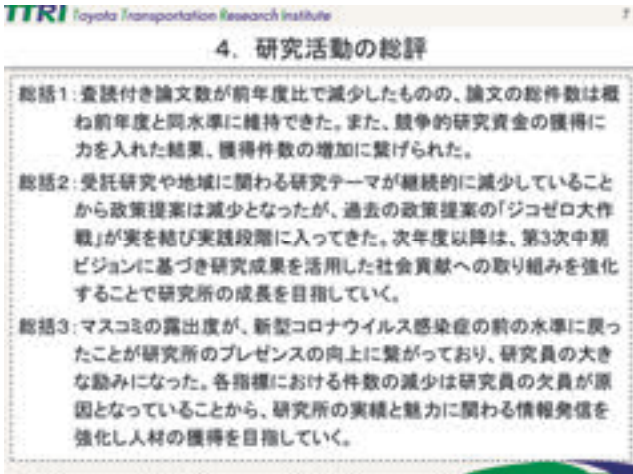 TTRI Toyota Transportation Research Institute
7
4. 研究活動の総評
総括1:査読付き論文数が前年度比で減少したものの、論文の総件数は概
ね前年度と同水準に維持できた。また、競争的研究資金の獲得に
力を入れた結果、獲得件数の増加に繋げられた。
総括2:受託研究や地域に関わる研究テーマが継続的に減少していること
から政策提案は減少となったが、過去の政策提案の「ジコゼロ大作
戦」が実を結び実践段階に入ってきた。次年度以降は、第3次中期
ビジョンに基づき研究成果を活用した社会貢献への取り組みを強化
することで研究所の成長を目指していく。
総括3:マスコミの露出度が、新型コロナウイルス感染症の前の水準に戻っ
たことが研究所のプレゼンスの向上に繋がっており、研究員の大き
な励みになった。各指標における件数の減少は研究員の欠員が原
因となっていることから、研究所の実績と魅力に関わる情報発信を
強化し人材の獲得を目指していく。